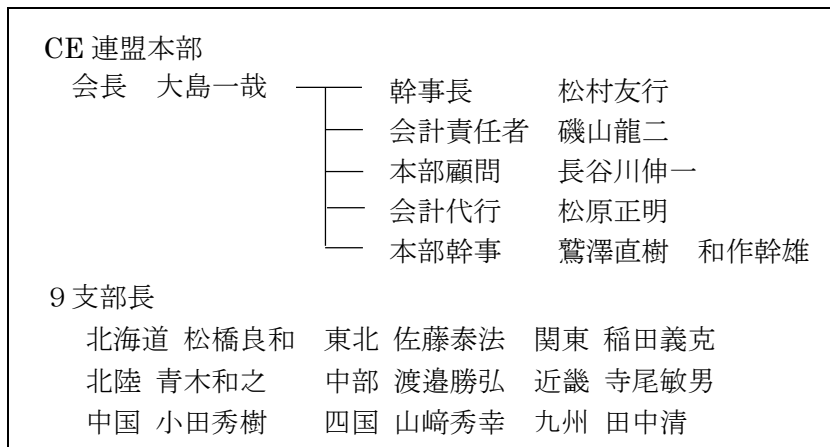 CE 連盟本部
会長 大島一哉 幹事長 松村友行
会計責任者 磯山龍二
本部顧問 長谷川伸一
会計代行 松原正明
本部幹事 鷲澤直樹 和作幹雄
９支部長
北海道 松橋良和 東北 佐藤泰法 関東 稲田義克
北陸 青木和之 中部 渡邉勝弘 近畿 寺尾敏男
中国 小田秀樹 四国 山﨑秀幸 九州 田中清